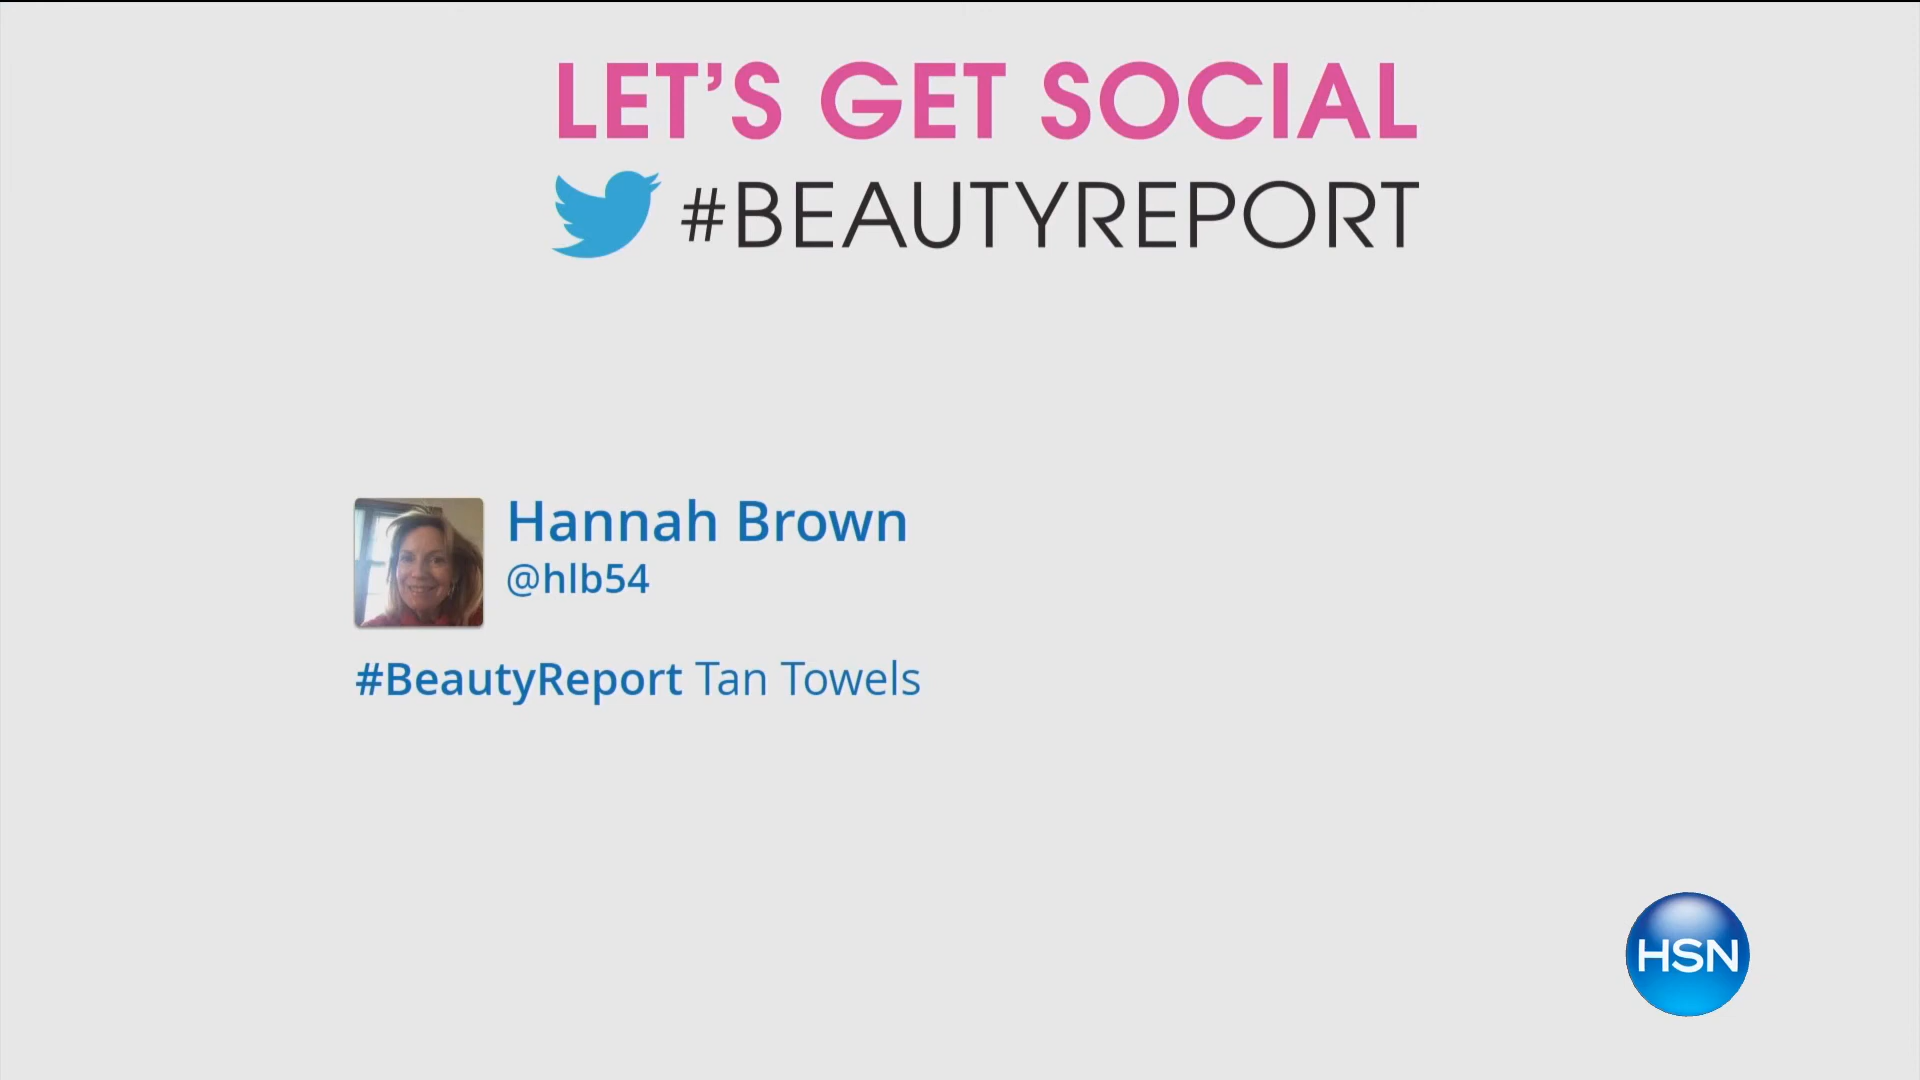 LET'S GET SOCIAL
#BEAUTYREPORT
Hannah Brown
@hlb54
#BeautyReport Tan Towels
HSN